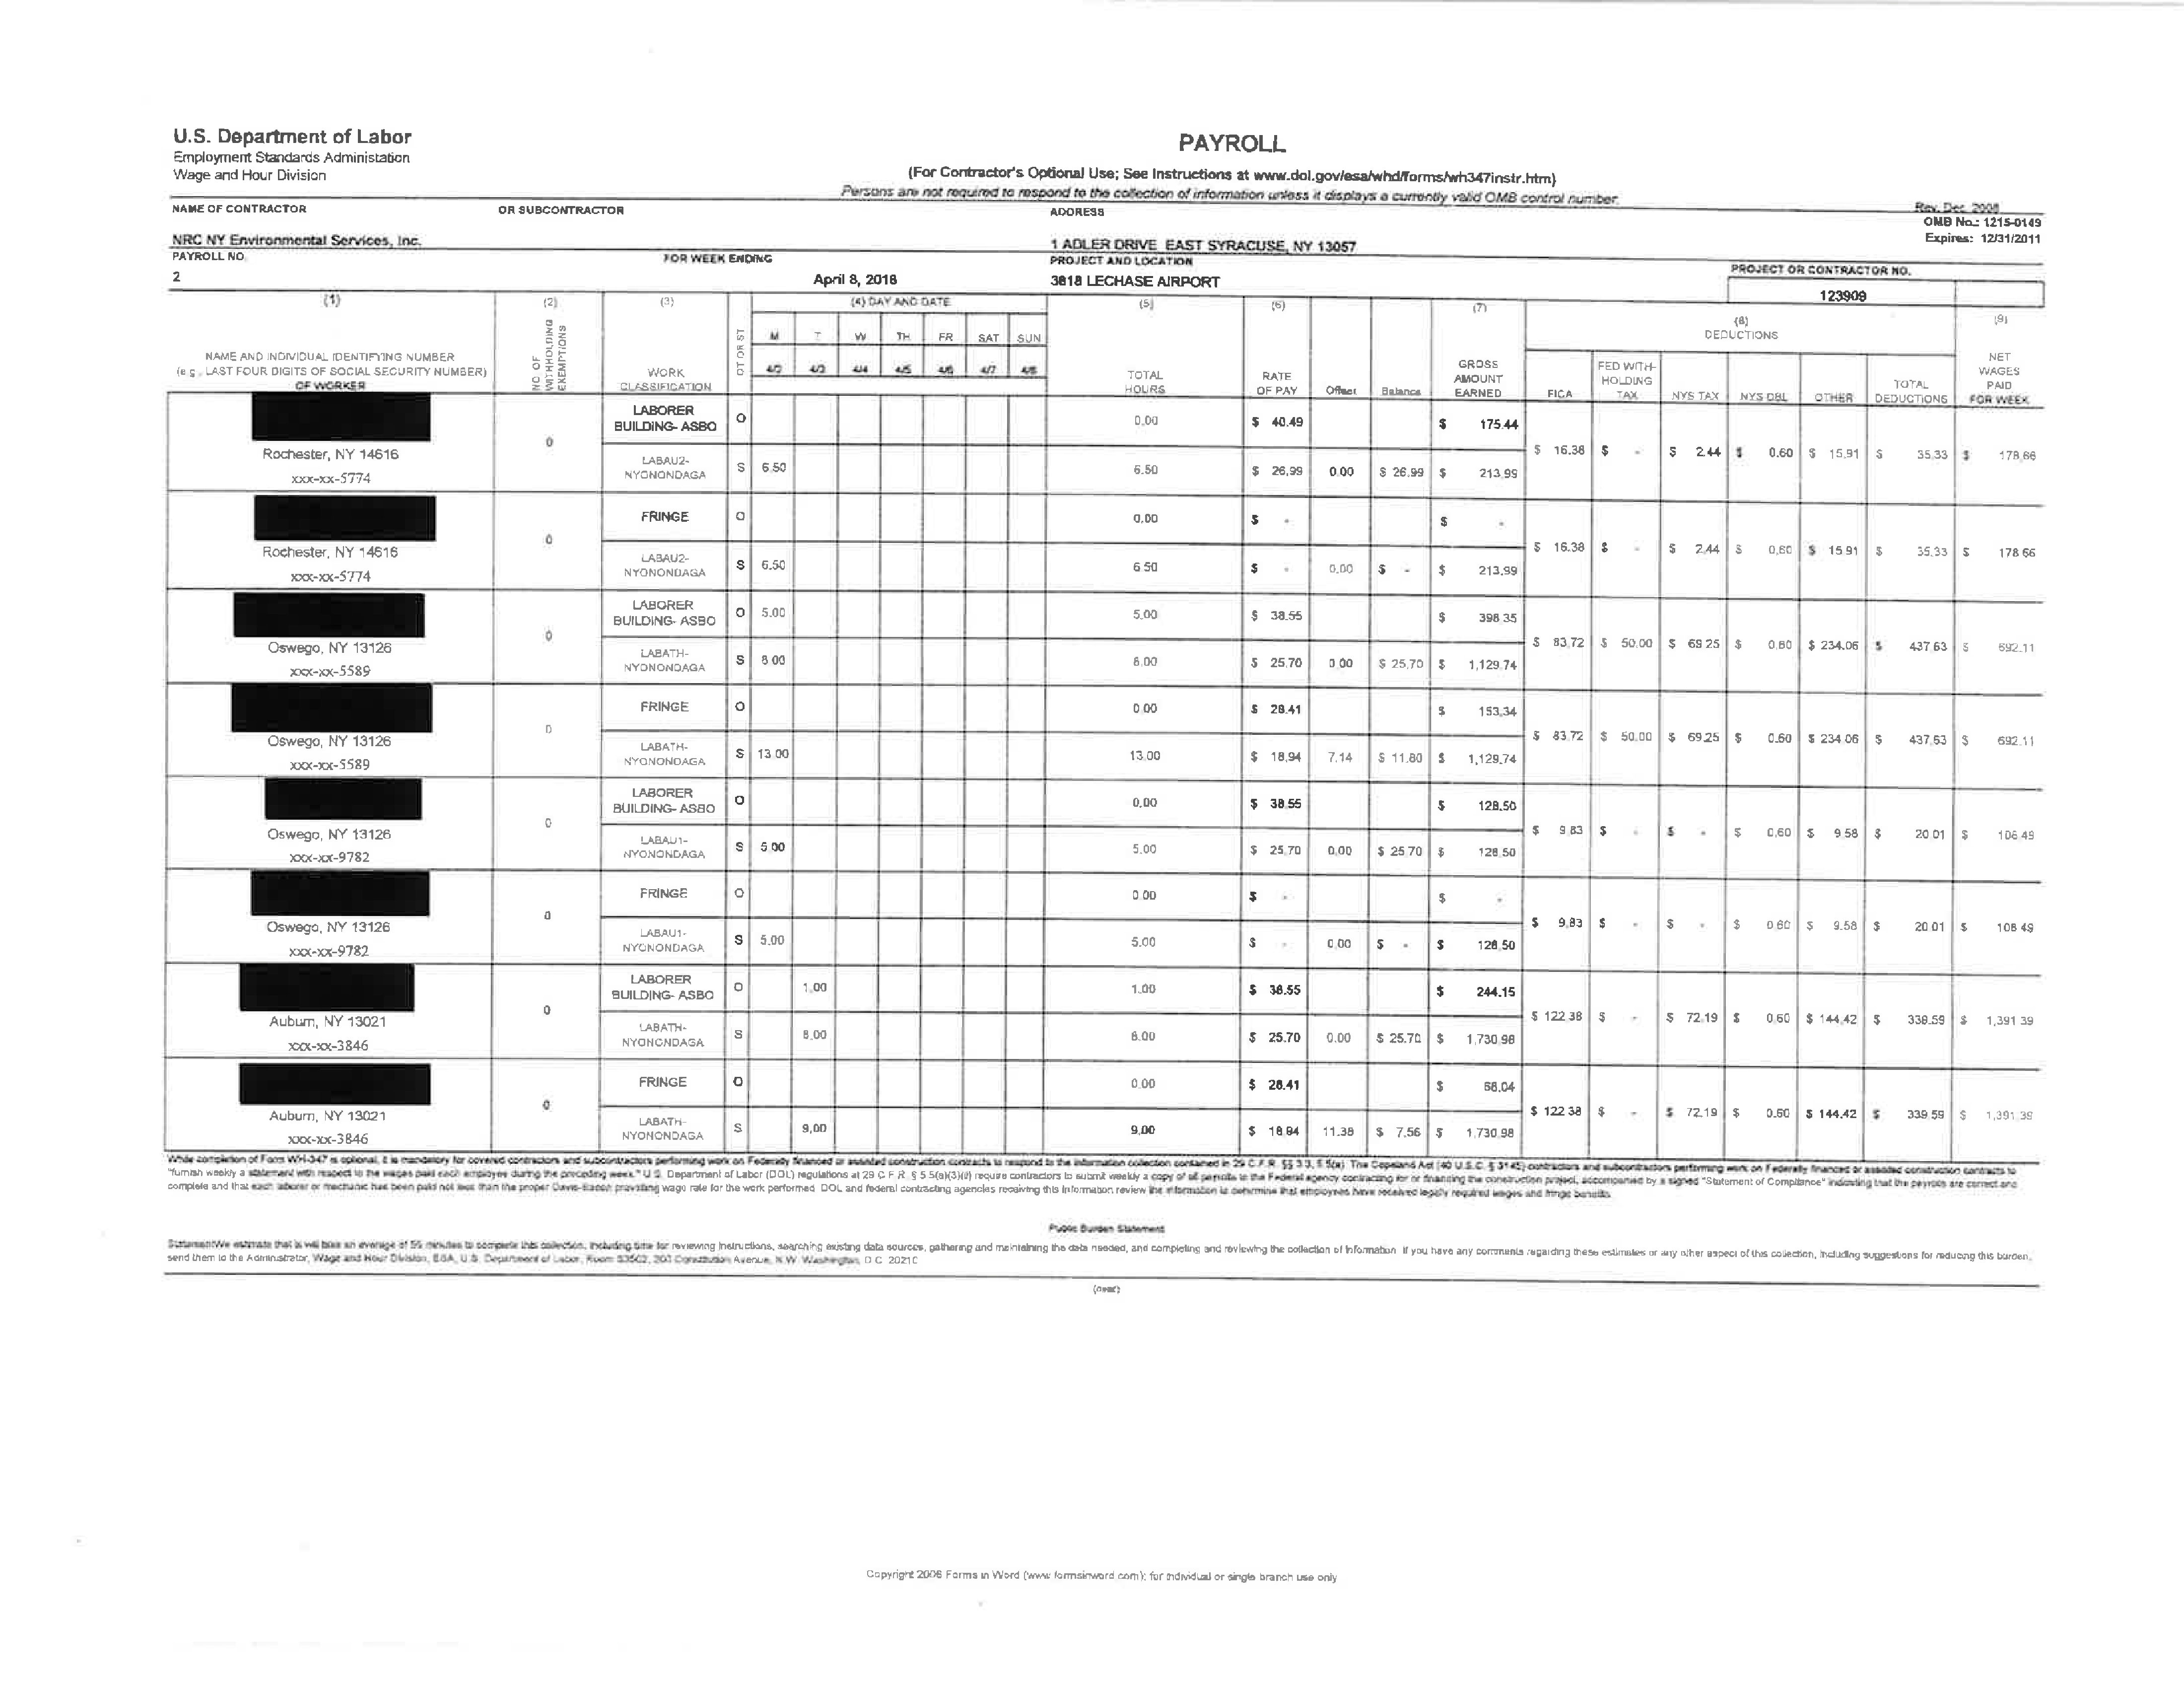 U.S. Department of Labor
Employment Standards Administation
Wage and Hour Division
PAYROLL
(For Contractor's Optional Use; See Instructions at www.dol.gov/esa/whd/forms/wh347instr.htm)
Persons are not required to respond to the collection of information unless it displays a currently valid OMB control number.
Rev. Dec. 2008
OMB No.: 1215-0149
Expires: 12/31/2011
NAME OF CONTRACTOR OR SUBCONTRACTOR ADDRESS
NRC NY Environmental Services, Inc. 1 ADLER DRIVE EAST SYRACUSE, NY 13057
PAYROLL NO. FOR WEEK ENDING PROJECT AND LOCATION PROJECT OR CONTRACTOR NO.
2 April 8, 2018 3818 LECHASE AIRPORT 123909
(1) (2) (3) (4) DAY AND DATE (5) (6) (7) (8) (9)
DEDUCTIONS
NAME AND INDIVIDUAL IDENTIFYING NUMBER
(e.g., LAST FOUR DIGITS OF SOCIAL SECURITY NUMBER)
OF WORKER
NO. OF WITHHOLDING EXEMPTIONS
WORK CLASSIFICATION
OT OR ST
M T W TH FR SAT SUN
4/2 4/3 4/4 4/5 4/6 4/7 4/8
TOTAL HOURS
RATE OF PAY Offset Balance
GROSS AMOUNT EARNED
FICA FED WITH-HOLDING TAX NYS TAX NYS DBL OTHER TOTAL DEDUCTIONS
NET WAGES PAID FOR WEEK
LABORER BUILDING- ASBO O 0.00 $ 40.49 $ 175.44
Rochester, NY 14616 0 $ 16.38 $ - $ 2.44 $ 0.60 $ 15.91 $ 35.33 $ 178.66
xxx-xx-5774 LABAU2-NYONONDAGA S 6.50 6.50 $ 26.99 0.00 $ 26.99 $ 213.99
FRINGE O 0.00 $ - $ -
Rochester, NY 14616 0 $ 16.38 $ - $ 2.44 $ 0.60 $ 15.91 $ 35.33 $ 178.66
xxx-xx-5774 LABAU2-NYONONDAGA S 6.50 6.50 $ - 0.00 $ - $ 213.99
LABORER BUILDING- ASBO O 5.00 5.00 $ 38.55 $ 398.35
Oswego, NY 13126 0 $ 83.72 $ 50.00 $ 69.25 $ 0.60 $ 234.06 $ 437.63 $ 692.11
xxx-xx-5589 LABATH-NYONONDAGA S 8.00 8.00 $ 25.70 0.00 $ 25.70 $ 1,129.74
FRINGE O 0.00 $ 28.41 $ 153.34
Oswego, NY 13126 0 $ 83.72 $ 50.00 $ 69.25 $ 0.60 $ 234.06 $ 437.63 $ 692.11
xxx-xx-5589 LABATH-NYONONDAGA S 13.00 13.00 $ 18.94 7.14 $ 11.80 $ 1,129.74
LABORER BUILDING- ASBO O 0.00 $ 38.55 $ 128.50
Oswego, NY 13126 0 $ 9.83 $ - $ - $ 0.60 $ 9.58 $ 20.01 $ 108.49
xxx-xx-9782 LABAU1-NYONONDAGA S 5.00 5.00 $ 25.70 0.00 $ 25.70 $ 128.50
FRINGE O 0.00 $ - $ -
Oswego, NY 13126 0 $ 9.83 $ - $ - $ 0.60 $ 9.58 $ 20.01 $ 108.49
xxx-xx-9782 LABAU1-NYONONDAGA S 5.00 5.00 $ - 0.00 $ - $ 128.50
LABORER BUILDING- ASBO O 1.00 1.00 $ 38.55 $ 244.15
Auburn, NY 13021 0 $ 122.38 $ - $ 72.19 $ 0.60 $ 144.42 $ 339.59 $ 1,391.39
xxx-xx-3846 LABATH-NYONONDAGA S 8.00 8.00 $ 25.70 0.00 $ 25.70 $ 1,730.98
FRINGE O 0.00 $ 28.41 $ 68.04
Auburn, NY 13021 0 $ 122.38 $ - $ 72.19 $ 0.60 $ 144.42 $ 339.59 $ 1,391.39
xxx-xx-3846 LABATH-NYONONDAGA S 9.00 9.00 $ 18.94 11.38 $ 7.56 $ 1,730.98
While completion of Form WH-347 is optional, it is mandatory for covered contractors and subcontractors performing work on Federally financed or assisted construction contracts to respond to the information collection contained in 29 C.F.R. §§ 3.3, 5.5(a). The Copeland Act (40 U.S.C. § 3145) contractors and subcontractors performing work on Federally financed or assisted construction contracts to
"furnish weekly a statement with respect to the wages paid each employee during the preceding week." U.S. Department of Labor (DOL) regulations at 29 C.F.R. § 5.5(a)(3)(ii) require contractors to submit weekly a copy of all payrolls to the Federal agency contracting for or financing the construction project, accompanied by a signed "Statement of Compliance" indicating that the payrolls are correct and
complete and that each laborer or mechanic has been paid not less than the proper Davis-Bacon prevailing wage rate for the work performed. DOL and federal contracting agencies receiving this information review the information to determine that employees have received legally required wages and fringe benefits.
Public Burden Statement
StatementWe estimate that is will take an average of 55 minutes to complete this collection, including time for reviewing instructions, searching existing data sources, gathering and maintaining the data needed, and completing and reviewing the collection of information. If you have any comments regarding these estimates or any other aspect of this collection, including suggestions for reducing this burden,
send them to the Administrator, Wage and Hour Division, ESA, U.S. Department of Labor, Room S3502, 200 Constitution Avenue, N.W. Washington, D.C. 20210
(over)
Copyright 2006 Forms in Word (www.formsinword.com); for individual or single branch use only